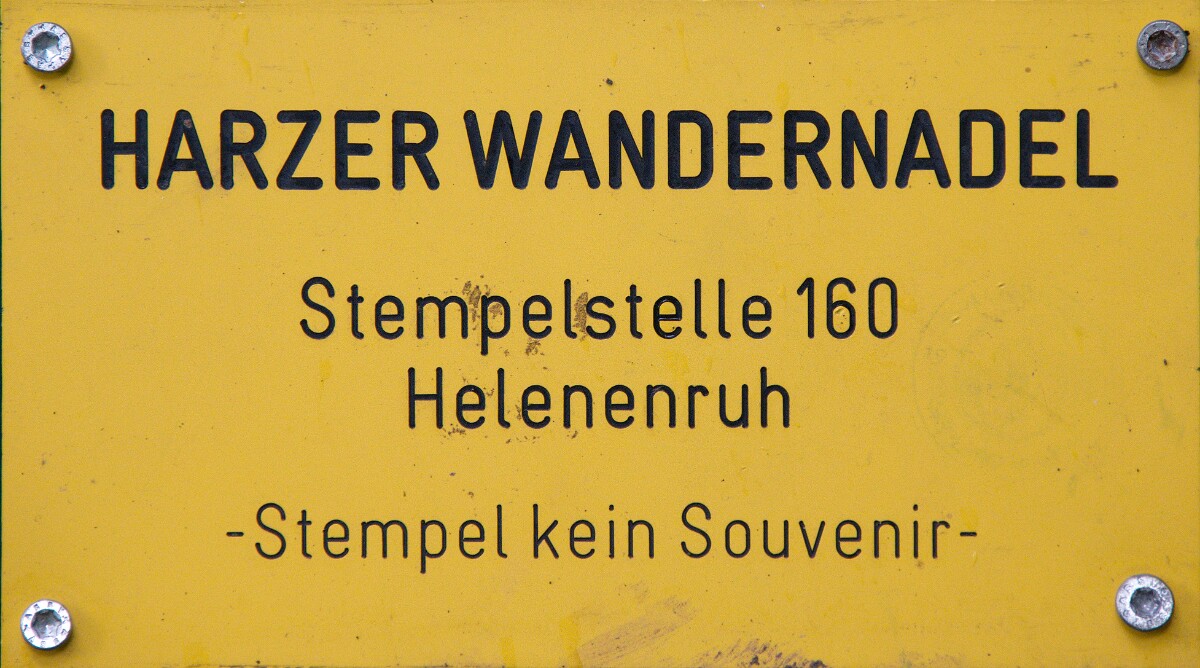 HARZER WANDERNADEL
Stempelstelle 160
Helenenruh
-Stempel kein Souvenir-